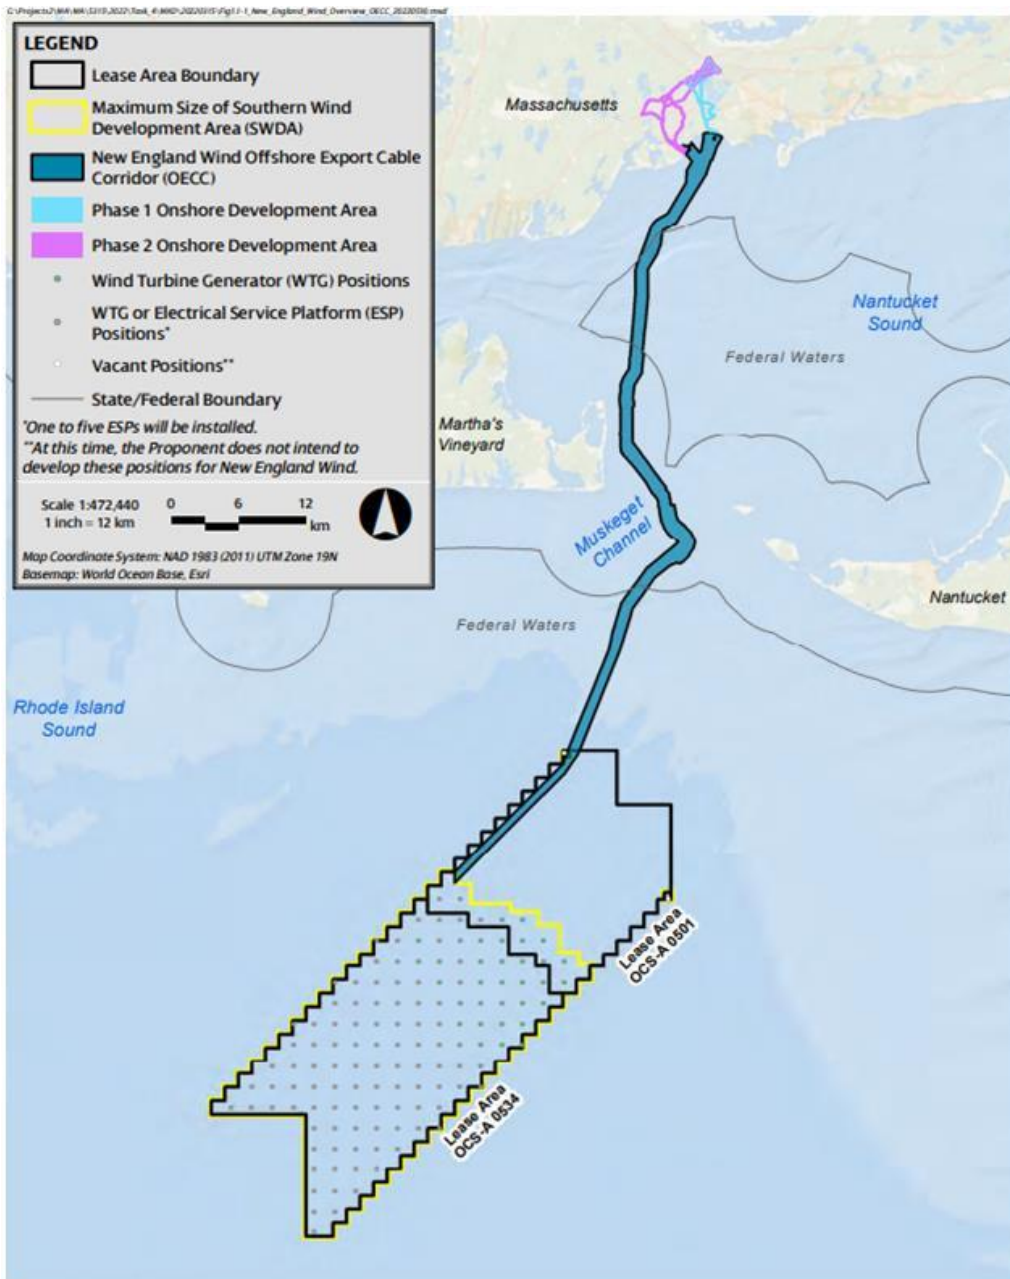 LEGEND
Lease Area Boundary
Maximum Size of Southern Wind
Development Area (SWDA)
New England Wind Offshore Export Cable
Corridor (OECC)
Phase 1 Onshore Development Area
Phase 2 Onshore Development Area
Wind Turbine Generator (WTG) Positions
WTG or Electrical Service Platform (ESP)
Positions*
Vacant Positions**
State/Federal Boundary
*One to five ESPs will be installed.
**At this time, the Proponent does not intend to
develop these positions for New England Wind.
Scale 1:472,440
1 inch = 12 km
0 6 12
km
Map Coordinate System: NAD 1983 (2011) UTM Zone 19N
Basemap: World Ocean Base, Esri
Massachusetts
Nantucket
Sound
Federal Waters
Martha's
Vineyard
Muskeget
Channel
Nantucket
Federal Waters
Rhode Island
Sound
Lease Area
OCS-A 0501
Lease Area
OCS-A 0534